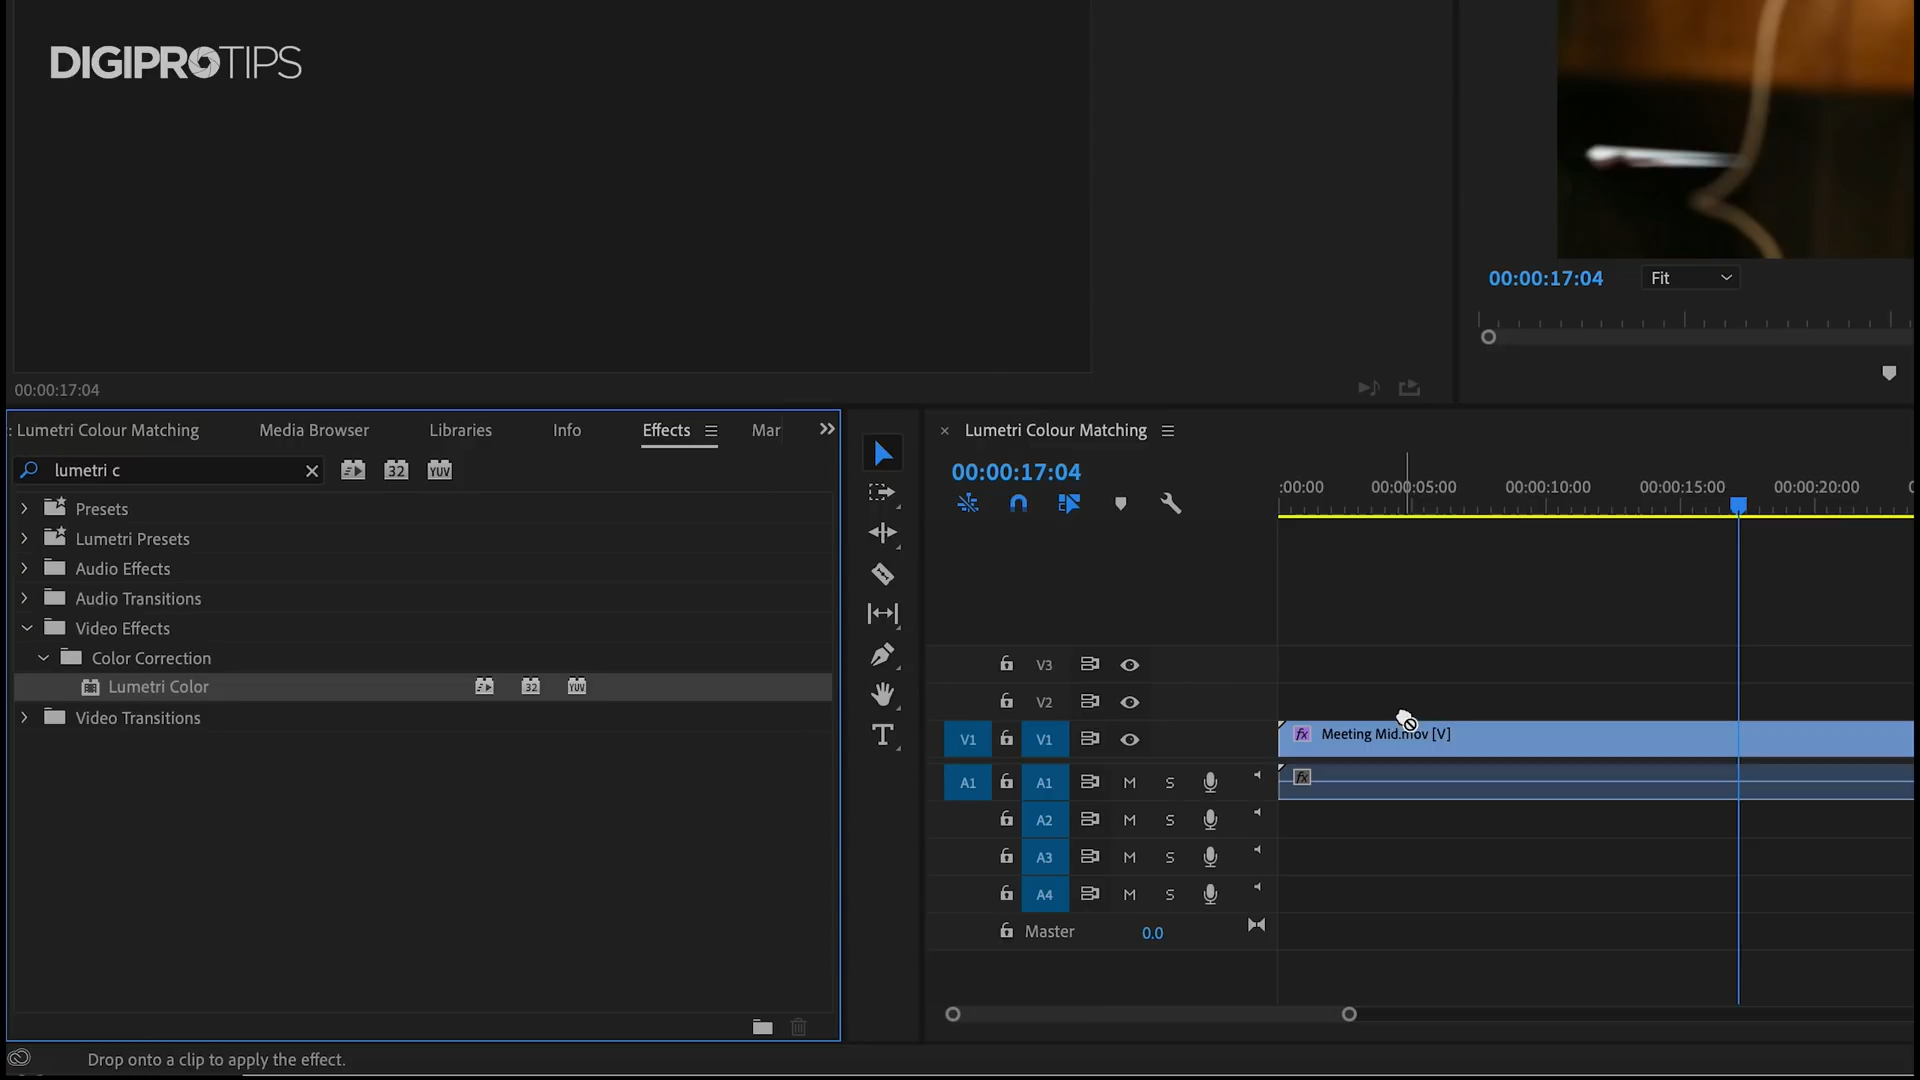 DIGIPROTIPS
00:00:17:04
Fit
00:00:17:04
: Lumetri Colour Matching
Media Browser
Libraries
Info
Effects
Mar
lumetri c
32
YUV
Presets
Lumetri Presets
Audio Effects
Audio Transitions
Video Effects
Color Correction
Lumetri Color
32
YUV
Video Transitions
Lumetri Colour Matching
00:00:17:04
:00:00
00:00:05:00
00:00:10:00
00:00:15:00
00:00:20:00
V3
V2
V1
V1
fx
Meeting Mid.mov [V]
A1
A1
M
S
fx
A2
M
S
A3
M
S
A4
M
S
Master
0.0
Drop onto a clip to apply the effect.